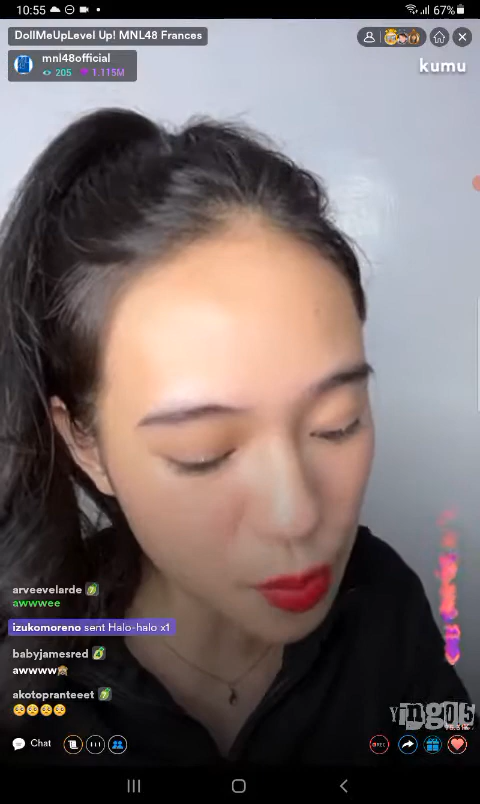 10:55
67%
DollMeUpLevel Up! MNL48 Frances
mnl48official
205 1.115M
kumu
arveevelarde
awwwee
izukomoreno sent Halo-halo x1
babyjamesred
awwww
akotopranteeet
Chat
REC